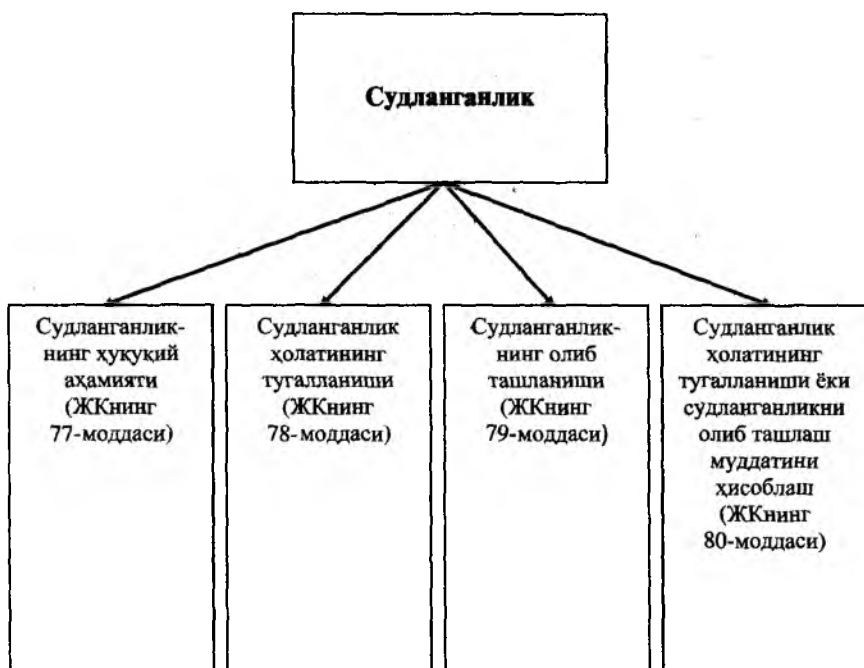 Судланганлик
Судланганлик-
нинг ҳуқуқий
аҳамияти
(ЖКнинг
77-моддаси)
Судланганлик
ҳолатининг
тугалланиши
(ЖКнинг
78-моддаси)
Судланганлик-
нинг олиб
ташланиши
(ЖКнинг
79-моддаси)
Судланганлик
ҳолатининг
тугалланиши ёки
судланганликни
олиб ташлаш
муддатини
ҳисоблаш
(ЖКнинг
80-моддаси)